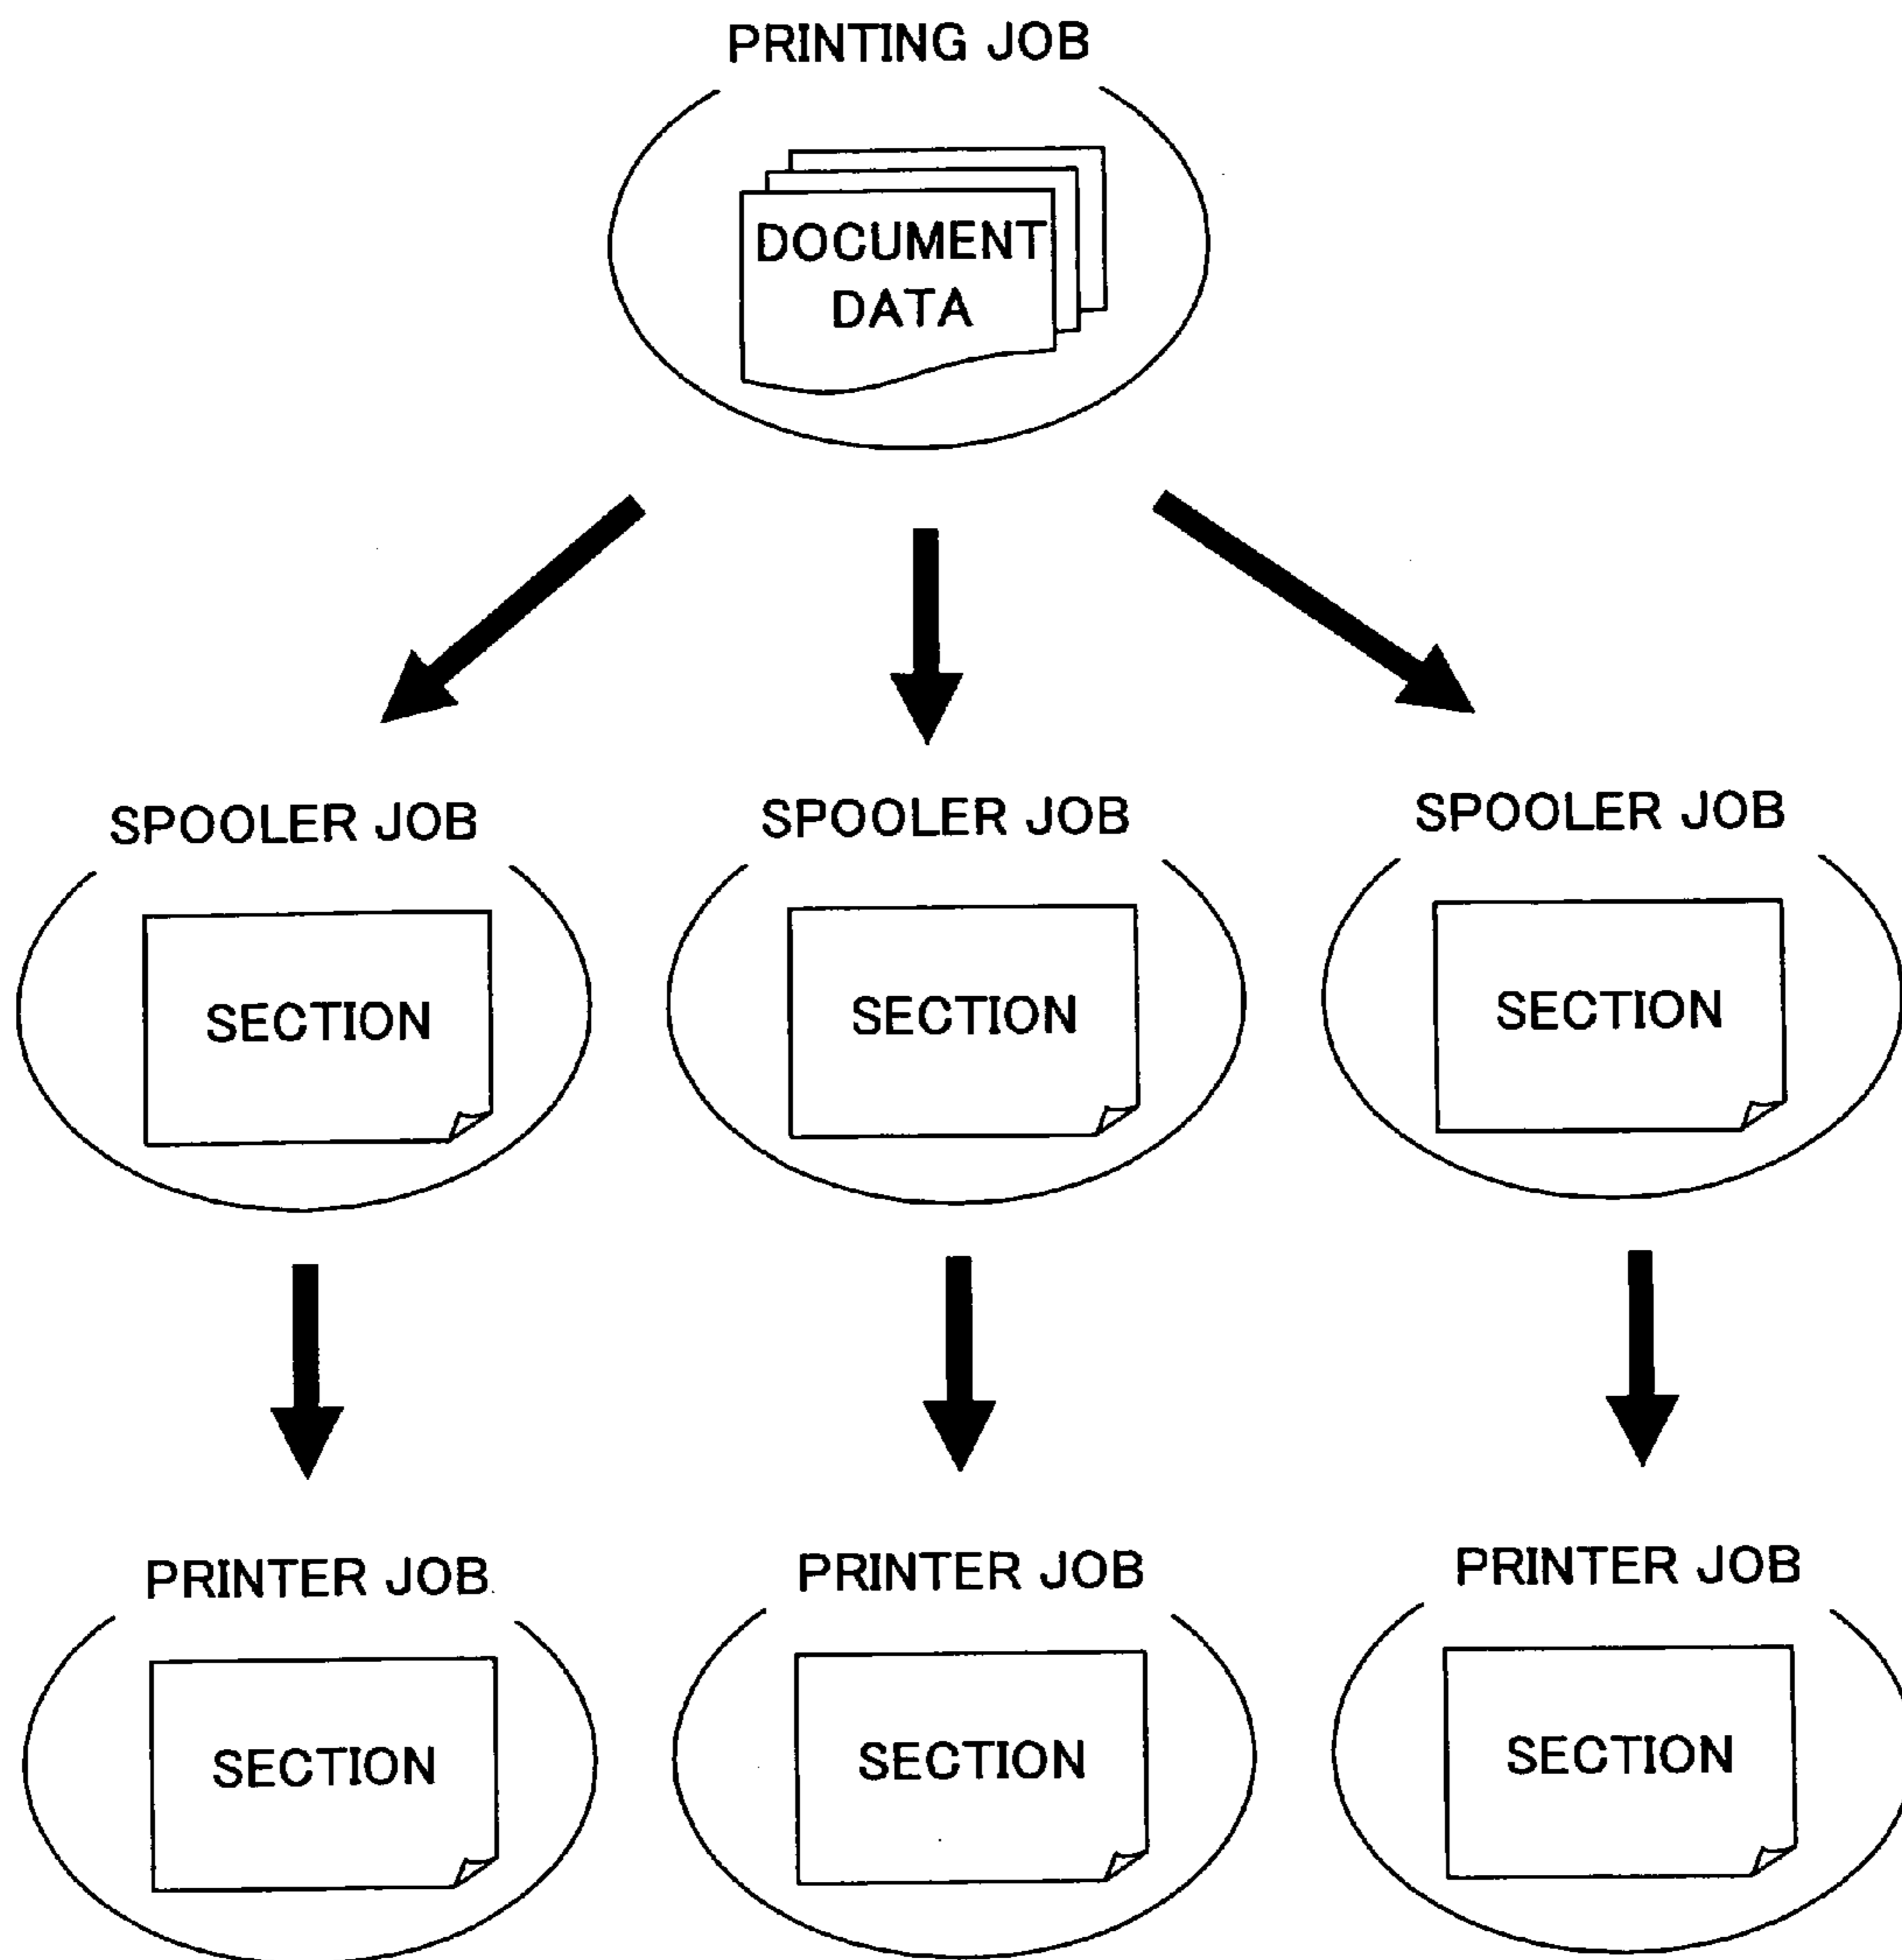 PRINTING JOB
DOCUMENT
DATA
SPOOLER JOB
SPOOLER JOB
SPOOLER JOB
SECTION
SECTION
SECTION
PRINTER JOB
PRINTER JOB
PRINTER JOB
SECTION
SECTION
SECTION